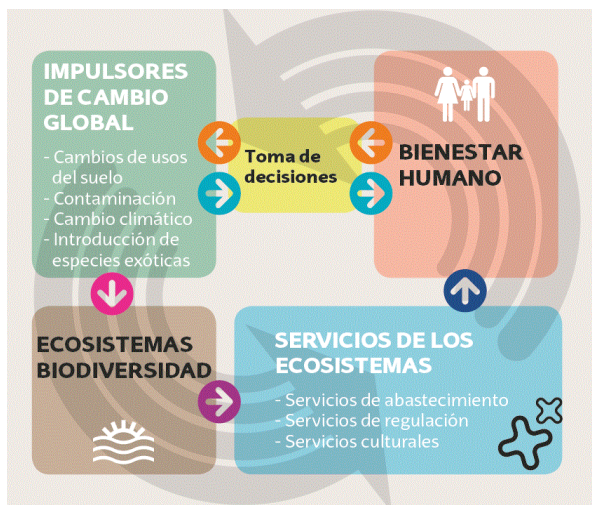 IMPULSORES
DE CAMBIO
GLOBAL
- Cambios de usos
del suelo
- Contaminación
- Cambio climático
- Introducción de
especies exóticas
Toma de
decisiones
BIENESTAR
HUMANO
ECOSISTEMAS
BIODIVERSIDAD
SERVICIOS DE LOS
ECOSISTEMAS
- Servicios de abastecimiento
- Servicios de regulación
- Servicios culturales